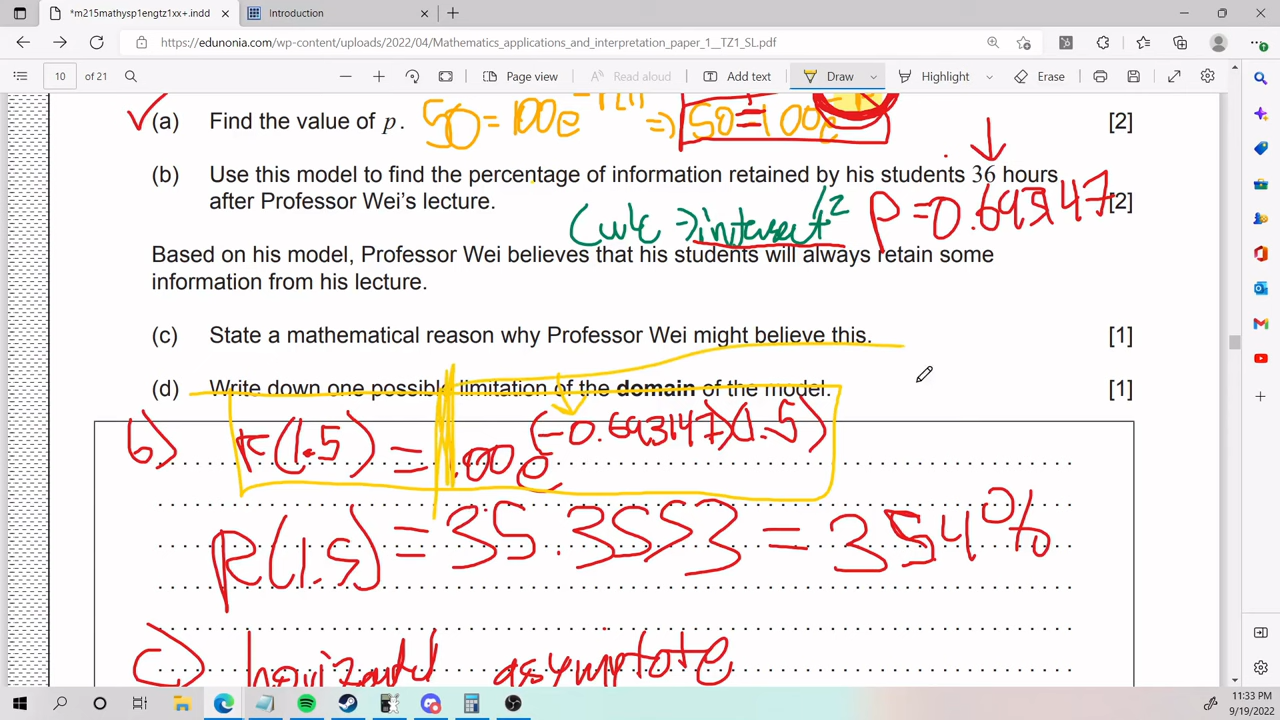 *m215mathysp1engtz1xx+.indd
Introduction
https://edunonia.com/wp-content/uploads/2022/04/Mathematics_applications_and_interpretation_paper_1__TZ1_SL.pdf
10 of 21
Page view
Read aloud
Add text
Draw
Highlight
Erase
(a) Find the value of p. [2]
50 = 100e => 50 = 100e
(b) Use this model to find the percentage of information retained by his students 36 hours
after Professor Wei's lecture. [2]
(calc => intersect P = 0.693147
Based on his model, Professor Wei believes that his students will always retain some
information from his lecture.
(c) State a mathematical reason why Professor Wei might believe this. [1]
(d) Write down one possible limitation of the domain of the model. [1]
b) R(1.5) = 100e (-0.693147)(1.5)
R(1.5) = 35.3553 = 35.4%
c) horizontal asymptote
11:33 PM
9/19/2022